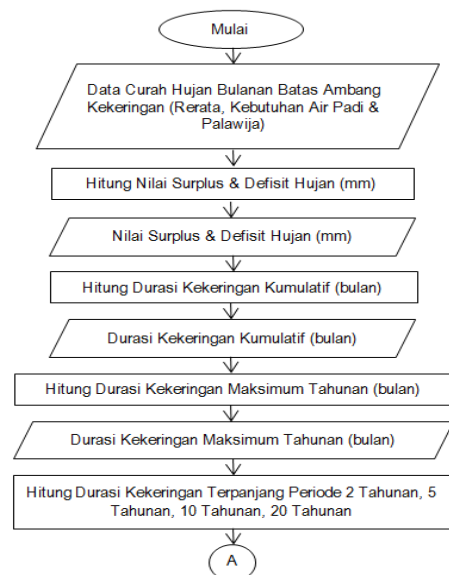 Mulai
Data Curah Hujan Bulanan Batas Ambang
Kekeringan (Rerata, Kebutuhan Air Padi &
Palawija)
Hitung Nilai Surplus & Defisit Hujan (mm)
Nilai Surplus & Defisit Hujan (mm)
Hitung Durasi Kekeringan Kumulatif (bulan)
Durasi Kekeringan Kumulatif (bulan)
Hitung Durasi Kekeringan Maksimum Tahunan (bulan)
Durasi Kekeringan Maksimum Tahunan (bulan)
Hitung Durasi Kekeringan Terpanjang Periode 2 Tahunan, 5
Tahunan, 10 Tahunan, 20 Tahunan
A